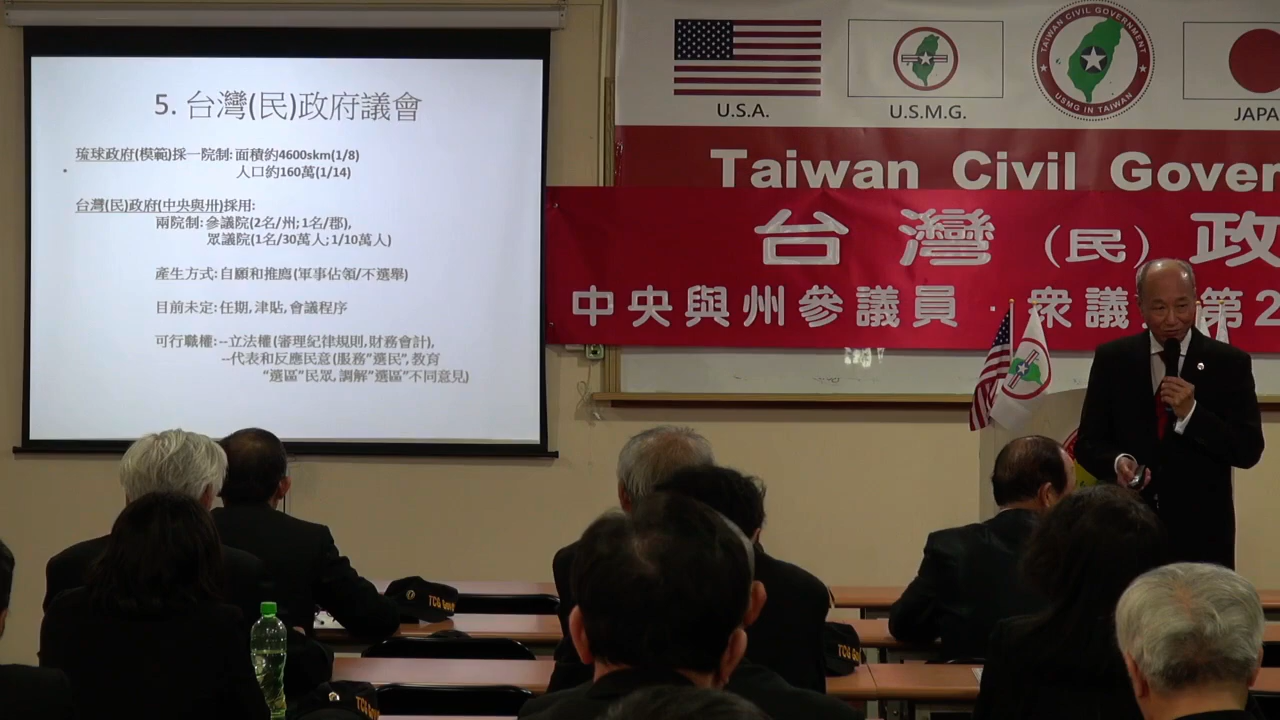 5. 台灣(民)政府議會
琉球政府(模範)採一院制: 面積約4600skm(1/8)
人口約160萬(1/14)
台灣(民)政府(中央與卅)採用:
兩院制: 參議院(2名/州; 1名/郡),
眾議院(1名/30萬人; 1/10萬人)
產生方式: 自願和推薦(軍事佔領/不選舉)
目前未定: 任期, 津貼, 會議程序
可行職權: --立法權(審理紀律規則,財務會計),
--代表和反應民意(服務”選民”, 教育
“選區”民眾, 調解”選區”不同意見)
U.S.A.
U.S.M.G.
TAIWAN CIVIL GOVERNMENT
USMG IN TAIWAN
JAPA
Taiwan Civil Gover
台灣(民)政
中央與州參議員·眾議 第2
TCG Gove
TCG Go
TCG